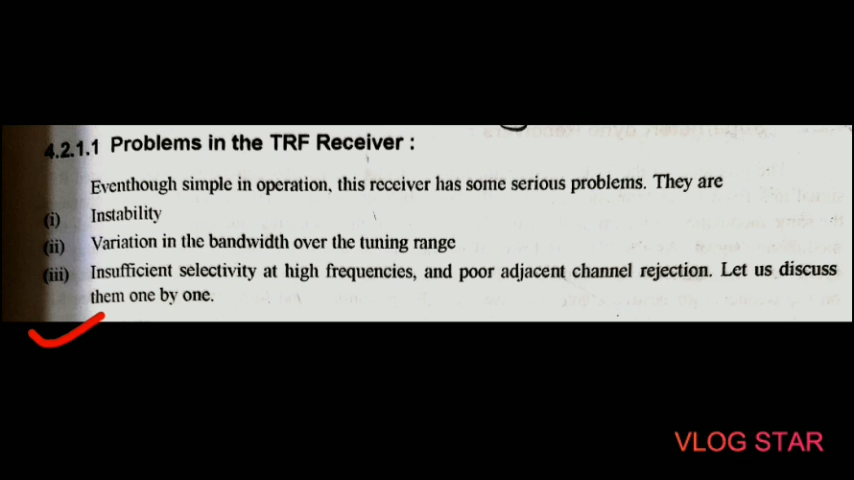 4.2.1.1 Problems in the TRF Receiver :
Eventhough simple in operation, this receiver has some serious problems. They are
(i) Instability
(ii) Variation in the bandwidth over the tuning range
(iii) Insufficient selectivity at high frequencies, and poor adjacent channel rejection. Let us discuss
them one by one.
VLOG STAR